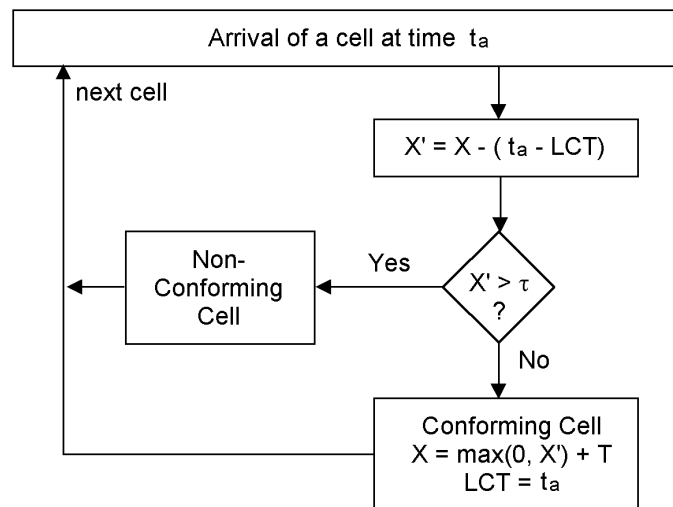 Arrival of a cell at time ta
next cell
X' = X - ( ta - LCT)
Non-
Conforming
Cell
Yes
X' > τ
?
No
Conforming Cell
X = max(0, X') + T
LCT = ta